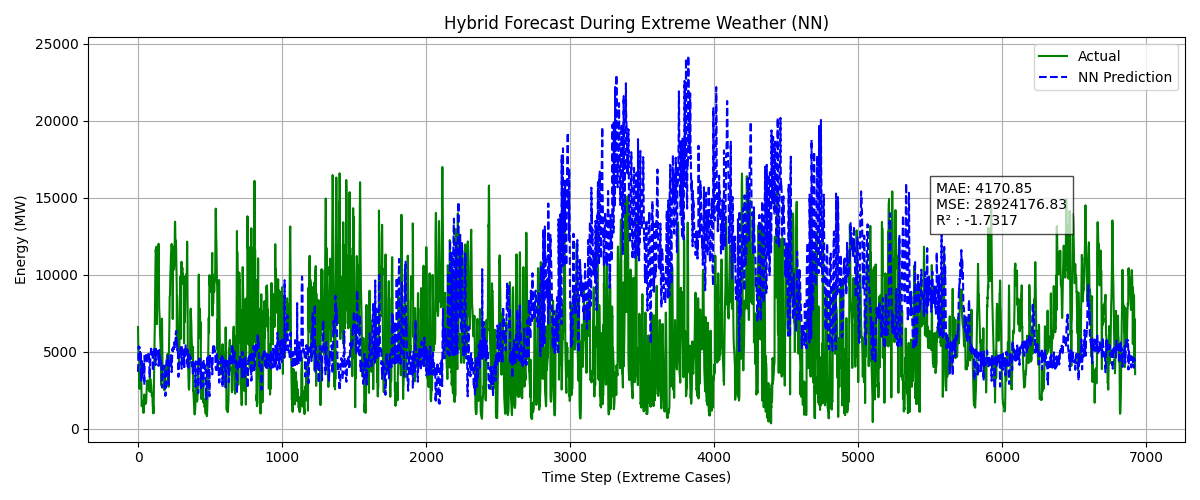 Hybrid Forecast During Extreme Weather (NN)
Energy (MW)
25000
20000
15000
10000
5000
0
Actual
NN Prediction
MAE: 4170.85
MSE: 28924176.83
R² : -1.7317
0 1000 2000 3000 4000 5000 6000 7000
Time Step (Extreme Cases)